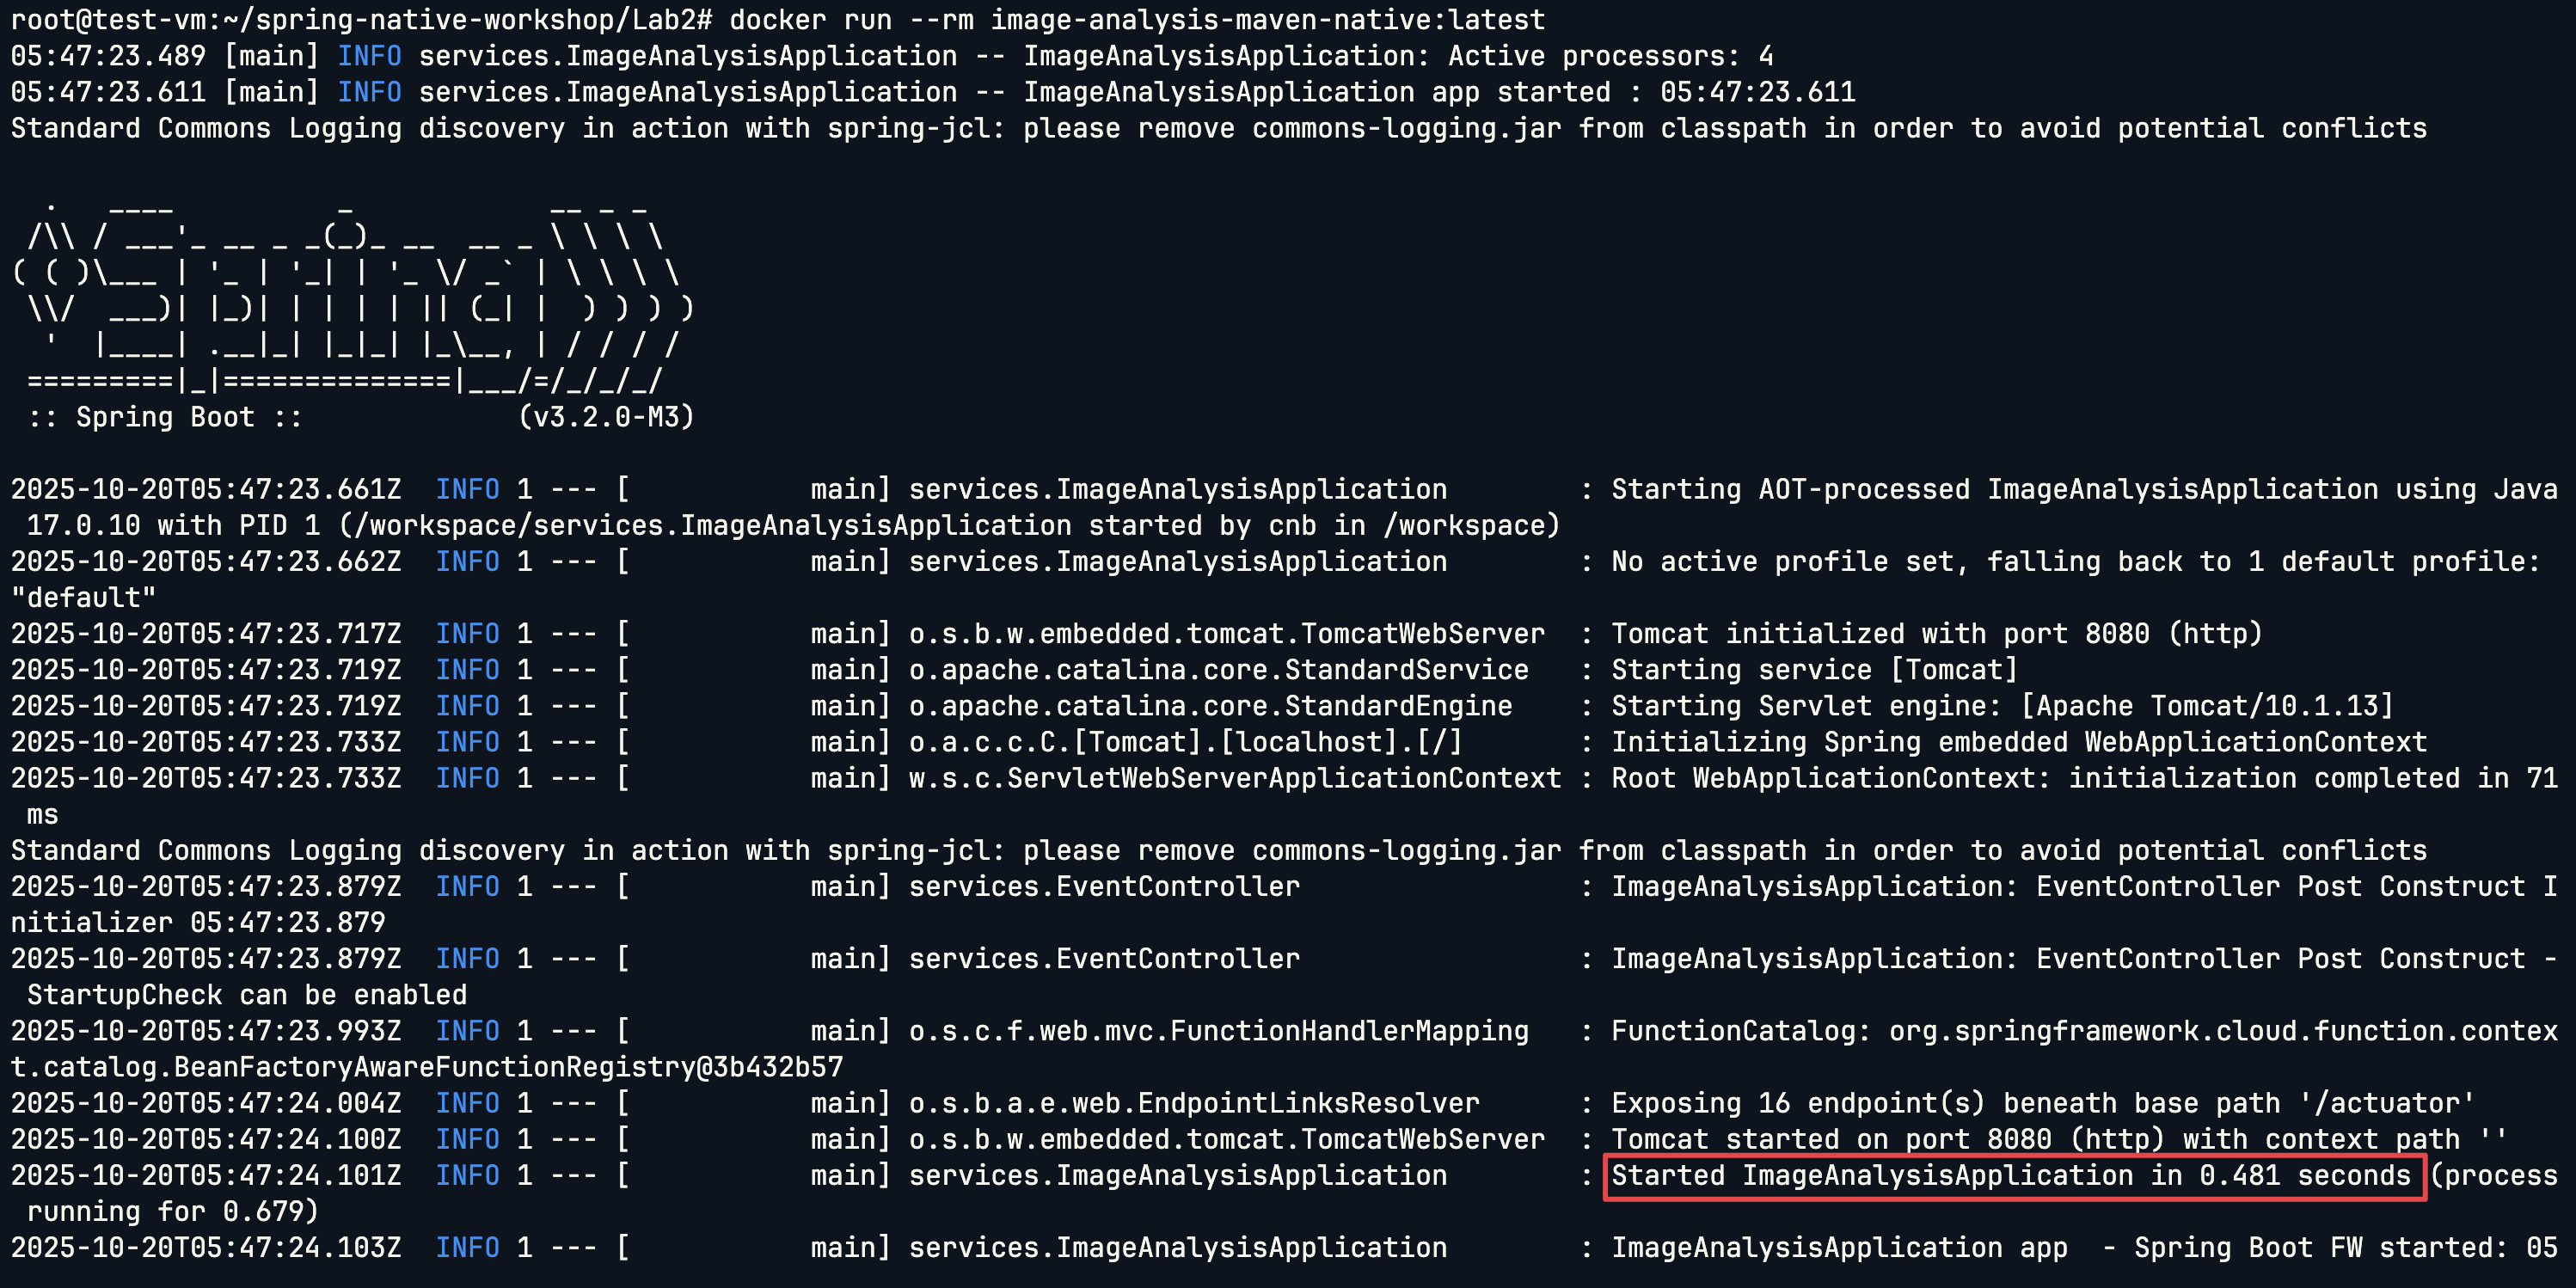 root@test-vm:~/spring-native-workshop/Lab2# docker run --rm image-analysis-maven-native:latest
05:47:23.489 [main] INFO services.ImageAnalysisApplication -- ImageAnalysisApplication: Active processors: 4
05:47:23.611 [main] INFO services.ImageAnalysisApplication -- ImageAnalysisApplication app started : 05:47:23.611
Standard Commons Logging discovery in action with spring-jcl: please remove commons-logging.jar from classpath in order to avoid potential conflicts
  .   ____          _            __ _ _
 /\\ / ___'_ __ _ _(_)_ __  __ _ \ \ \ \
( ( )\___ | '_ | '_| | '_ \/ _` | \ \ \ \
 \\/  ___)| |_)| | | | | || (_| |  ) ) ) )
  '  |____| .__|_| |_|_| |_\__, | / / / /
 =========|_|==============|___/=/_/_/_/
 :: Spring Boot ::             (v3.2.0-M3)
2025-10-20T05:47:23.661Z  INFO 1 --- [           main] services.ImageAnalysisApplication        : Starting AOT-processed ImageAnalysisApplication using Java
 17.0.10 with PID 1 (/workspace/services.ImageAnalysisApplication started by cnb in /workspace)
2025-10-20T05:47:23.662Z  INFO 1 --- [           main] services.ImageAnalysisApplication        : No active profile set, falling back to 1 default profile:
"default"
2025-10-20T05:47:23.717Z  INFO 1 --- [           main] o.s.b.w.embedded.tomcat.TomcatWebServer  : Tomcat initialized with port 8080 (http)
2025-10-20T05:47:23.719Z  INFO 1 --- [           main] o.apache.catalina.core.StandardService   : Starting service [Tomcat]
2025-10-20T05:47:23.719Z  INFO 1 --- [           main] o.apache.catalina.core.StandardEngine    : Starting Servlet engine: [Apache Tomcat/10.1.13]
2025-10-20T05:47:23.733Z  INFO 1 --- [           main] o.a.c.c.C.[Tomcat].[localhost].[/]       : Initializing Spring embedded WebApplicationContext
2025-10-20T05:47:23.733Z  INFO 1 --- [           main] w.s.c.ServletWebServerApplicationContext : Root WebApplicationContext: initialization completed in 71
 ms
Standard Commons Logging discovery in action with spring-jcl: please remove commons-logging.jar from classpath in order to avoid potential conflicts
2025-10-20T05:47:23.879Z  INFO 1 --- [           main] services.EventController                 : ImageAnalysisApplication: EventController Post Construct I
nitializer 05:47:23.879
2025-10-20T05:47:23.879Z  INFO 1 --- [           main] services.EventController                 : ImageAnalysisApplication: EventController Post Construct -
 StartupCheck can be enabled
2025-10-20T05:47:23.993Z  INFO 1 --- [           main] o.s.c.f.web.mvc.FunctionHandlerMapping   : FunctionCatalog: org.springframework.cloud.function.contex
t.catalog.BeanFactoryAwareFunctionRegistry@3b432b57
2025-10-20T05:47:24.004Z  INFO 1 --- [           main] o.s.b.a.e.web.EndpointLinksResolver      : Exposing 16 endpoint(s) beneath base path '/actuator'
2025-10-20T05:47:24.100Z  INFO 1 --- [           main] o.s.b.w.embedded.tomcat.TomcatWebServer  : Tomcat started on port 8080 (http) with context path ''
2025-10-20T05:47:24.101Z  INFO 1 --- [           main] services.ImageAnalysisApplication        : Started ImageAnalysisApplication in 0.481 seconds (process
 running for 0.679)
2025-10-20T05:47:24.103Z  INFO 1 --- [           main] services.ImageAnalysisApplication        : ImageAnalysisApplication app  - Spring Boot FW started: 05